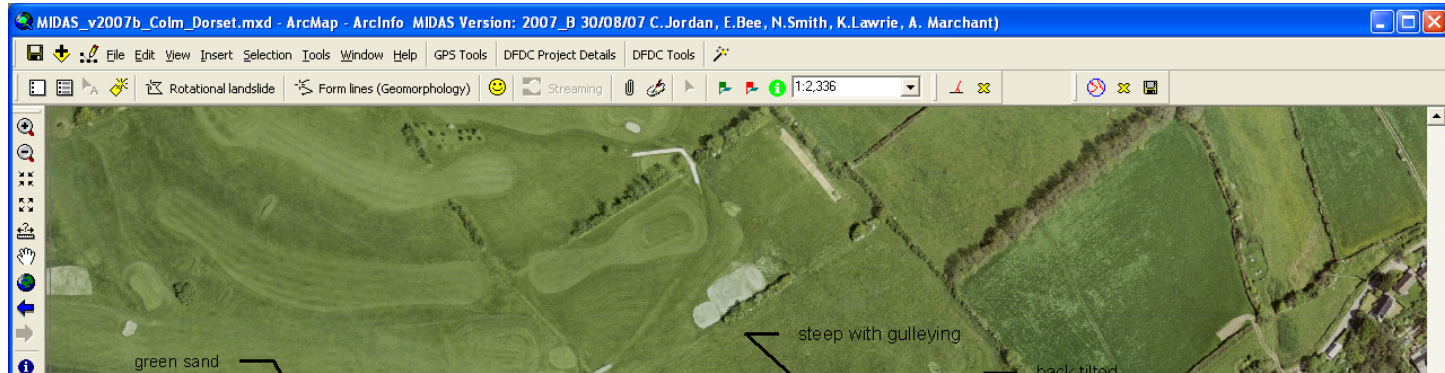 MIDAS_v2007b_Colm_Dorset.mxd - ArcMap - ArcInfo MIDAS Version: 2007_B 30/08/07 C.Jordan, E.Bee, N.Smith, K.Lawrie, A. Marchant)
File Edit View Insert Selection Tools Window Help GPS Tools DFDC Project Details DFDC Tools
Rotational landslide Form lines (Geomorphology) Streaming 1:2,336
steep with gulleying
green sand
back tilted